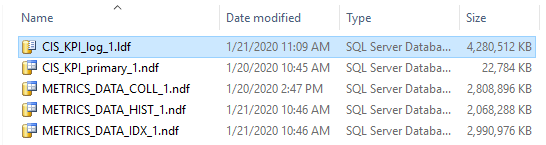 Name Date modified Type Size
CIS_KPI_log_1.ldf 1/21/2020 11:09 AM SQL Server Databa... 4,280,512 KB
CIS_KPI_primary_1.ndf 1/20/2020 10:45 AM SQL Server Databa... 22,784 KB
METRICS_DATA_COLL_1.ndf 1/20/2020 2:47 PM SQL Server Databa... 2,808,896 KB
METRICS_DATA_HIST_1.ndf 1/21/2020 10:46 AM SQL Server Databa... 2,068,288 KB
METRICS_DATA_IDX_1.ndf 1/21/2020 10:46 AM SQL Server Databa... 2,990,976 KB